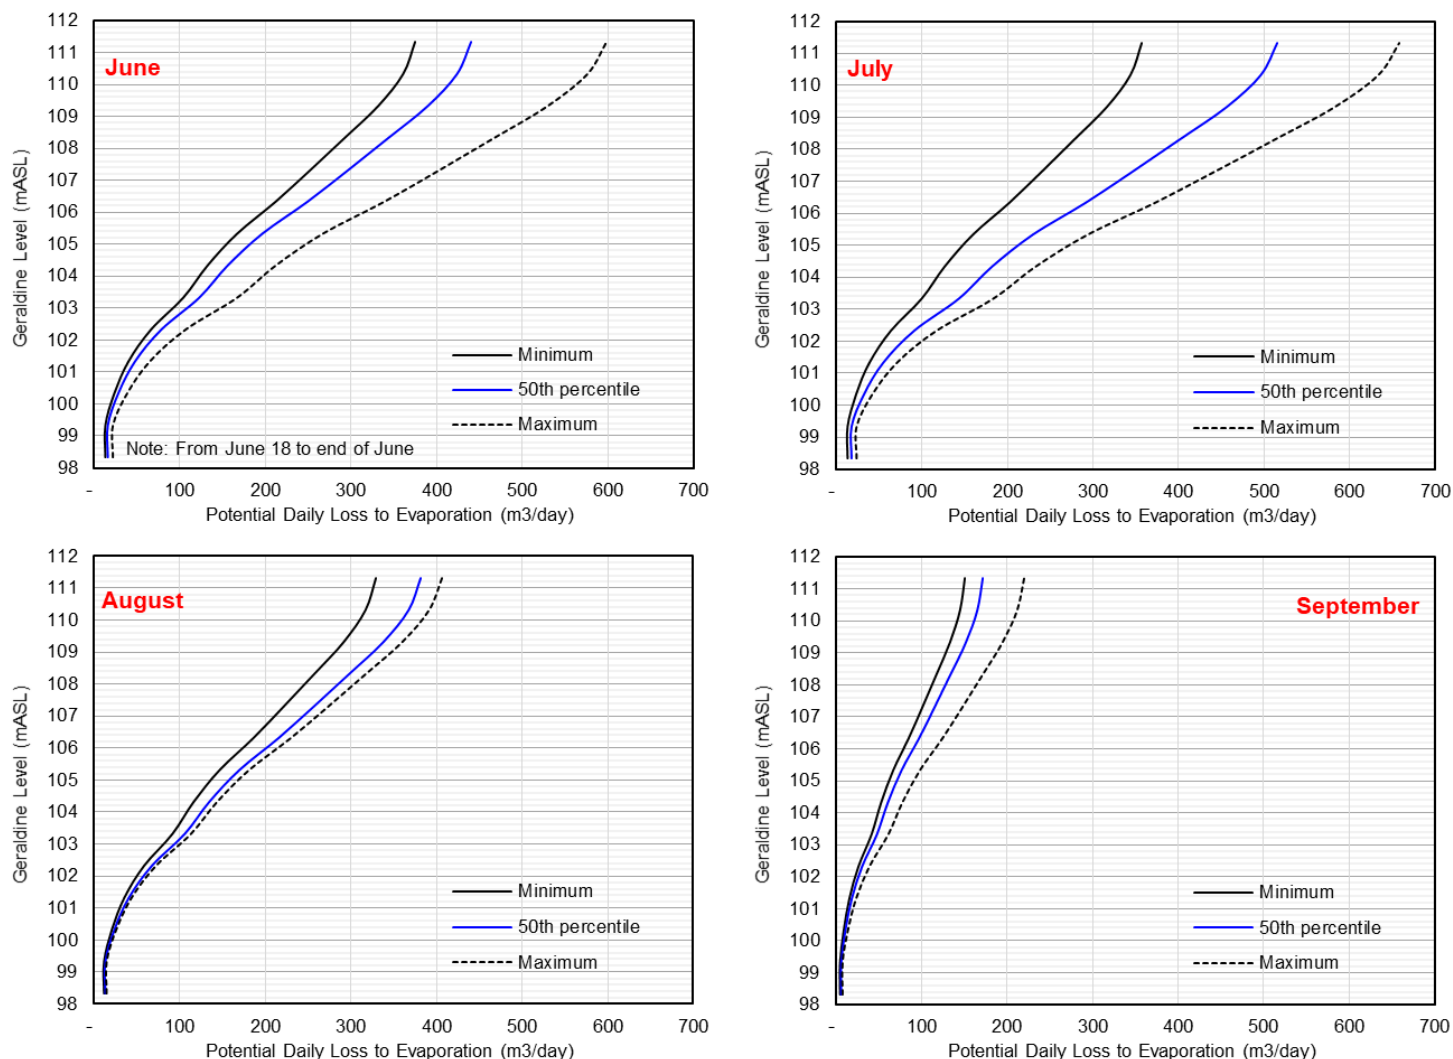 112
111
110
109
108
107
106
105
104
103
102
101
100
99
98
Geraldine Level (mASL)
June
Minimum
50th percentile
Maximum
Note: From June 18 to end of June
- 100 200 300 400 500 600 700
Potential Daily Loss to Evaporation (m3/day)
112
111
110
109
108
107
106
105
104
103
102
101
100
99
98
Geraldine Level (mASL)
July
Minimum
50th percentile
Maximum
- 100 200 300 400 500 600 700
Potential Daily Loss to Evaporation (m3/day)
112
111
110
109
108
107
106
105
104
103
102
101
100
99
98
Geraldine Level (mASL)
August
Minimum
50th percentile
Maximum
- 100 200 300 400 500 600 700
Potential Daily Loss to Evaporation (m3/day)
112
111
110
109
108
107
106
105
104
103
102
101
100
99
98
Geraldine Level (mASL)
September
Minimum
50th percentile
Maximum
- 100 200 300 400 500 600 700
Potential Daily Loss to Evaporation (m3/day)